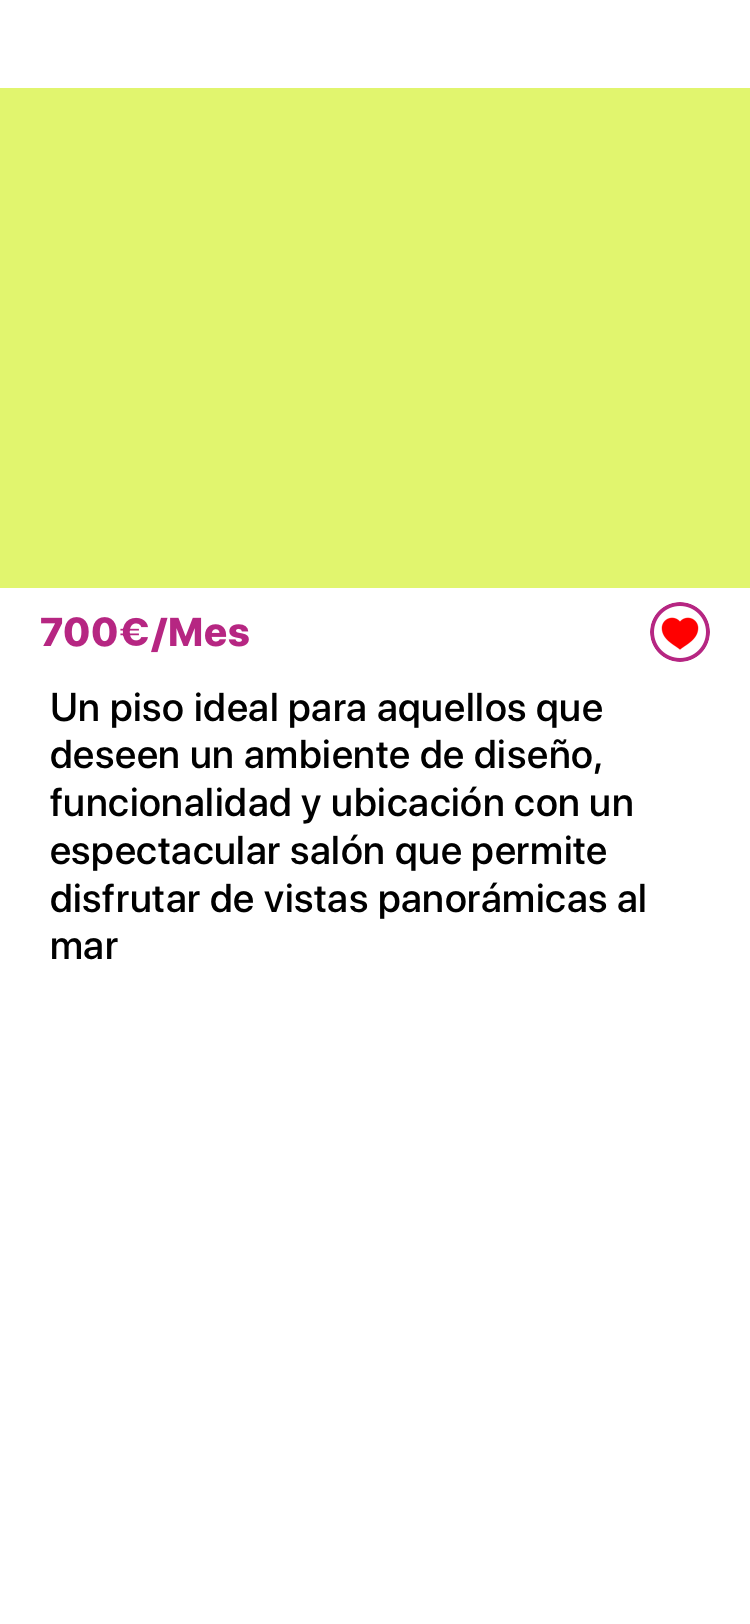 700€/Mes
Un piso ideal para aquellos que
deseen un ambiente de diseño,
funcionalidad y ubicación con un
espectacular salón que permite
disfrutar de vistas panorámicas al
mar